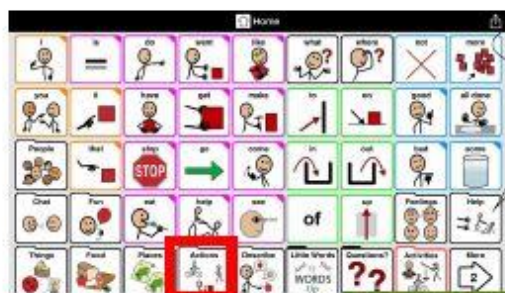 Home
I is do want like what where not more
you it have get make to on good all done
People that stop go come in out bad some
STOP
Chat Fun eat help see of up Feelings Help
Things Food Places Actions Describe Little Words Questions? Activities More
WORDS ?? 2
Up